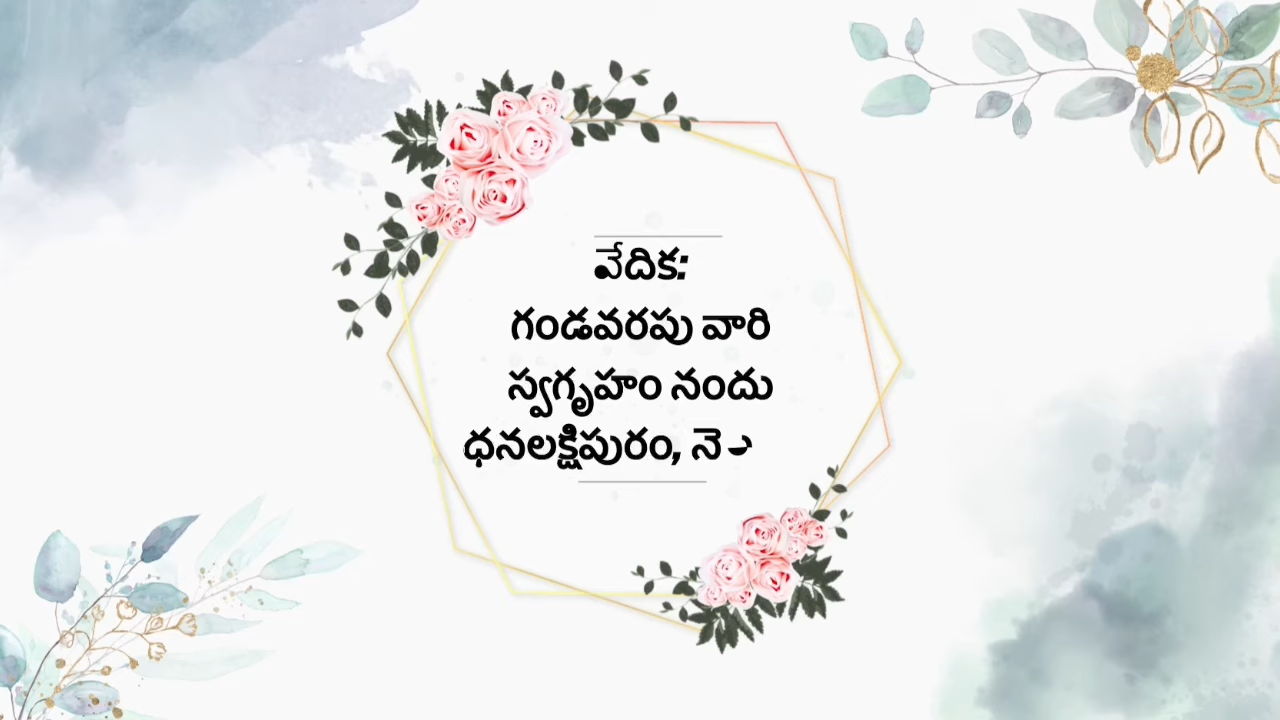 వేదిక:
గండవరపు వారి
స్వగృహం నందు
ధనలక్షిపురం,